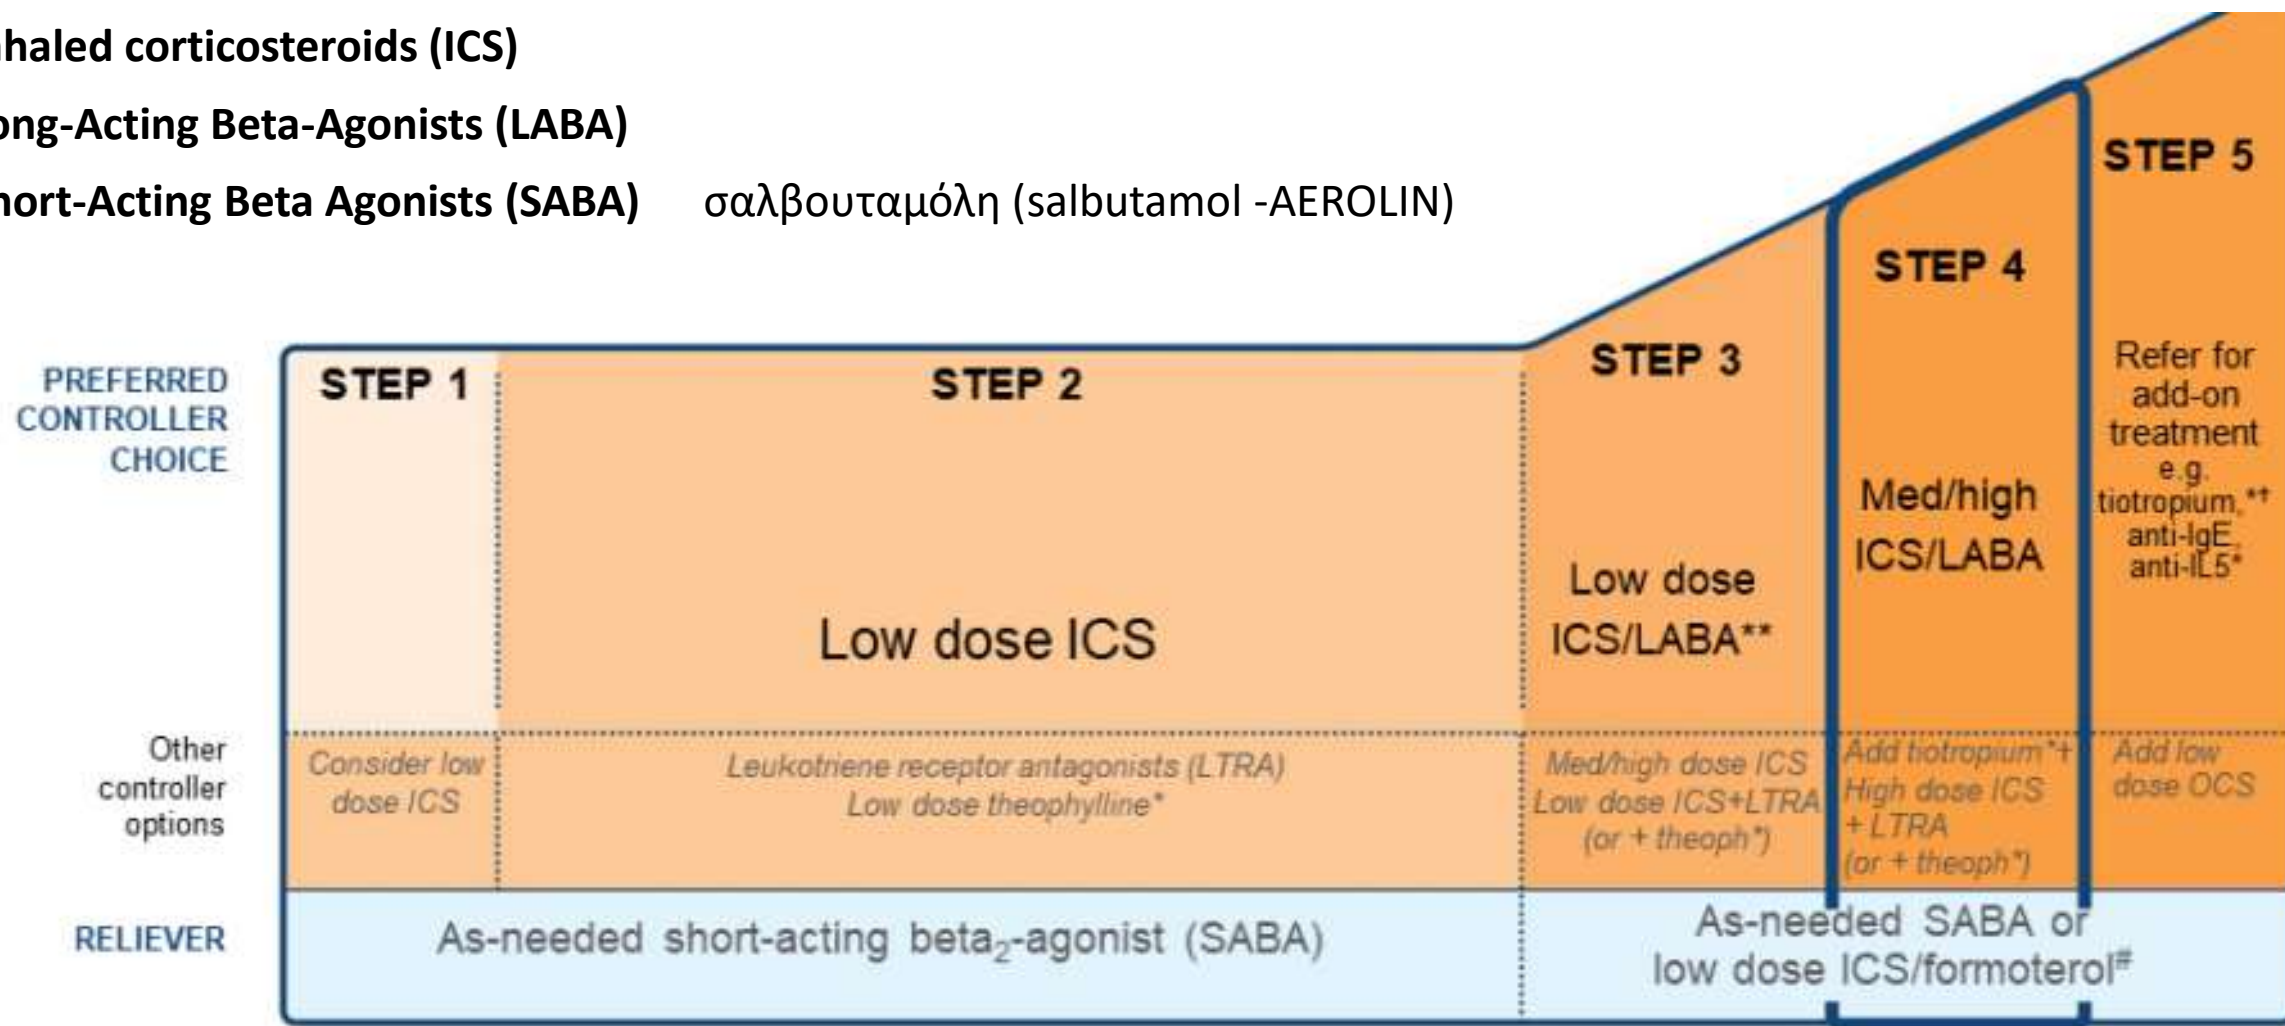 nhaled corticosteroids (ICS)
ong-Acting Beta-Agonists (LABA)
hort-Acting Beta Agonists (SABA) σαλβουταμόλη (salbutamol -AEROLIN)
PREFERRED
CONTROLLER
CHOICE
STEP 1
STEP 2
Low dose ICS
STEP 3
Low dose
ICS/LABA**
STEP 4
Med/high
ICS/LABA
STEP 5
Refer for
add-on
treatment
e.g.
tiotropium,*†
anti-IgE,
anti-IL5*
Other
controller
options
Consider low
dose ICS
Leukotriene receptor antagonists (LTRA)
Low dose theophylline*
Med/high dose ICS
Low dose ICS+LTRA
(or + theoph*)
Add tiotropium*†
High dose ICS
+ LTRA
(or + theoph*)
Add low
dose OCS
RELIEVER
As-needed short-acting beta₂-agonist (SABA)
As-needed SABA or
low dose ICS/formoterol#